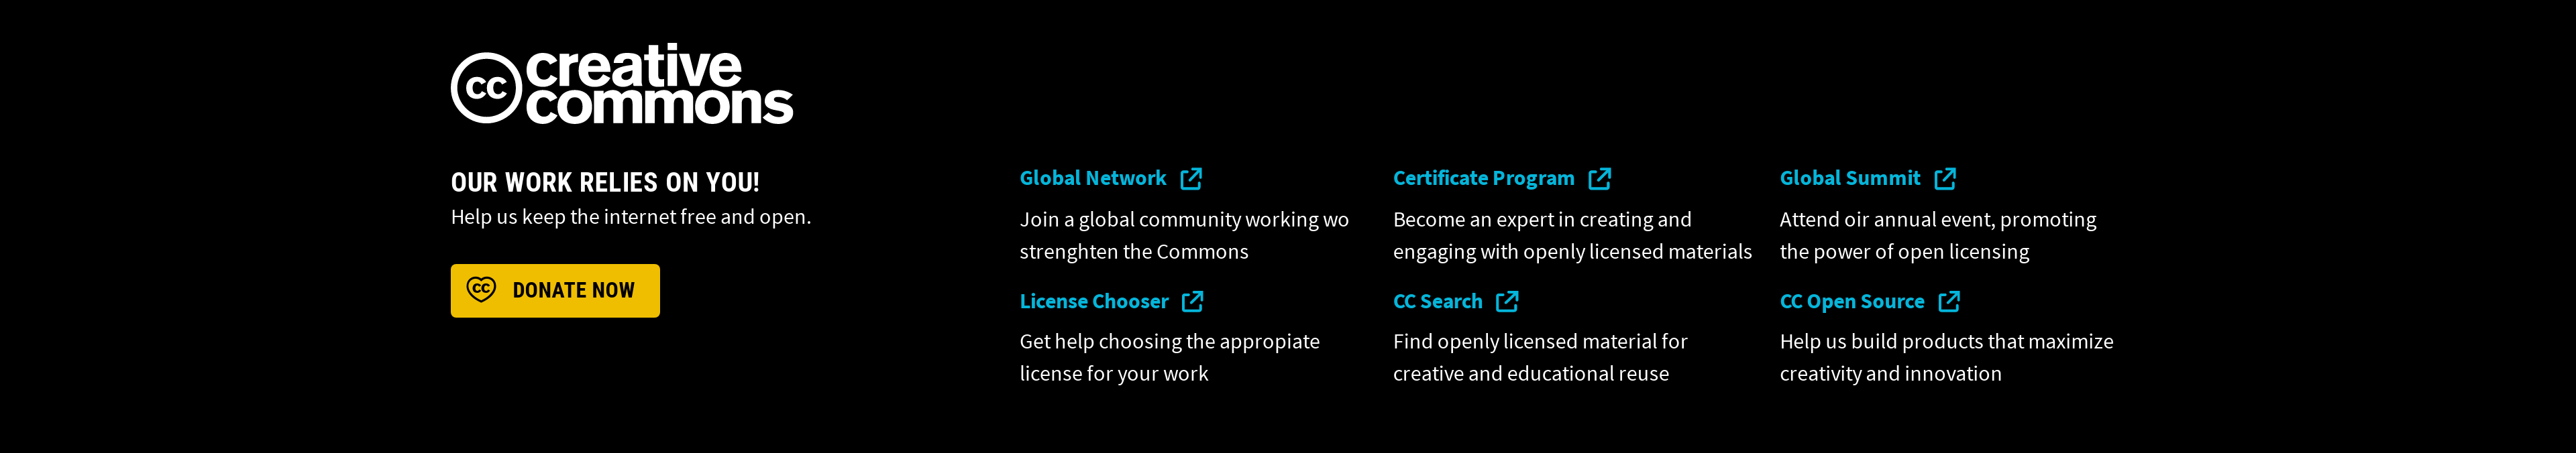 cc creative
commons
OUR WORK RELIES ON YOU!
Help us keep the internet free and open.
cc DONATE NOW
Global Network
Join a global community working wo
strenghten the Commons
License Chooser
Get help choosing the appropiate
license for your work
Certificate Program
Become an expert in creating and
engaging with openly licensed materials
CC Search
Find openly licensed material for
creative and educational reuse
Global Summit
Attend oir annual event, promoting
the power of open licensing
CC Open Source
Help us build products that maximize
creativity and innovation